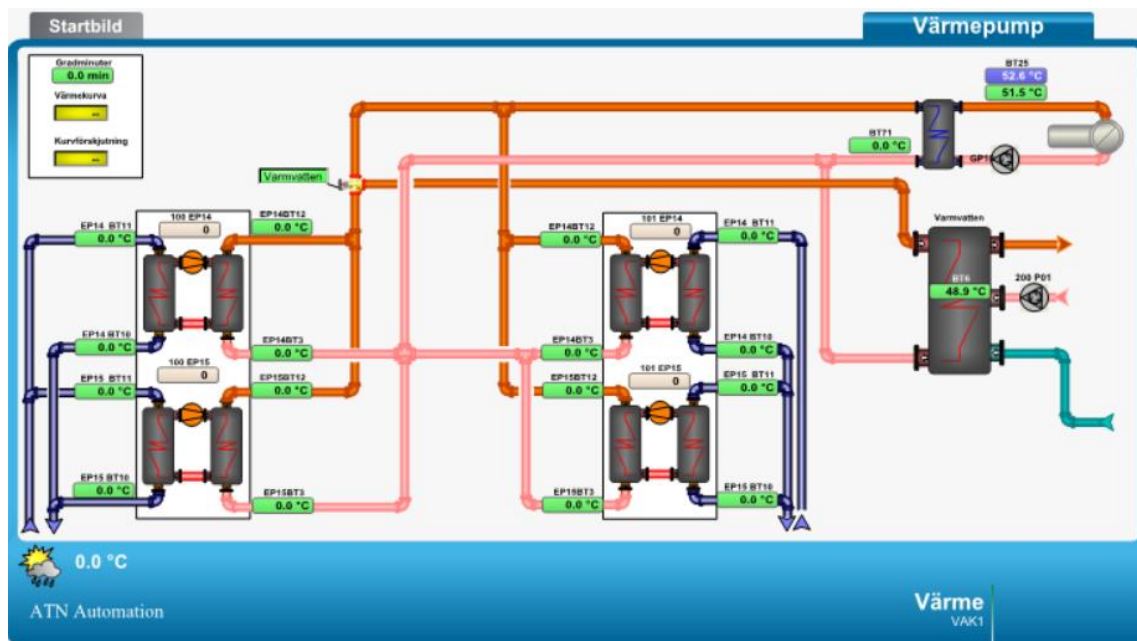 Startbild
Värmepump
Gradminuter
0.0 min
Värmekurva
--
Kurvförskjutning
--
BT25
52.6 °C
51.5 °C
BT71
0.0 °C
Varmvatten
100 EP14
0
EP14BT12
0.0 °C
EP14 BT11
0.0 °C
EP14BT12
0.0 °C
101 EP14
0
EP14 BT11
0.0 °C
Varmvatten
BT6
48.9 °C
200 P01
EP14 BT10
0.0 °C
EP14BT3
0.0 °C
EP14BT3
0.0 °C
EP14 BT10
0.0 °C
100 EP15
0
101 EP15
0
EP15 BT11
0.0 °C
EP15BT12
0.0 °C
EP15BT12
0.0 °C
EP15 BT11
0.0 °C
EP15 BT10
0.0 °C
EP15BT3
0.0 °C
EP15BT3
0.0 °C
EP15 BT10
0.0 °C
0.0 °C
ATN Automation
Värme
VAK1